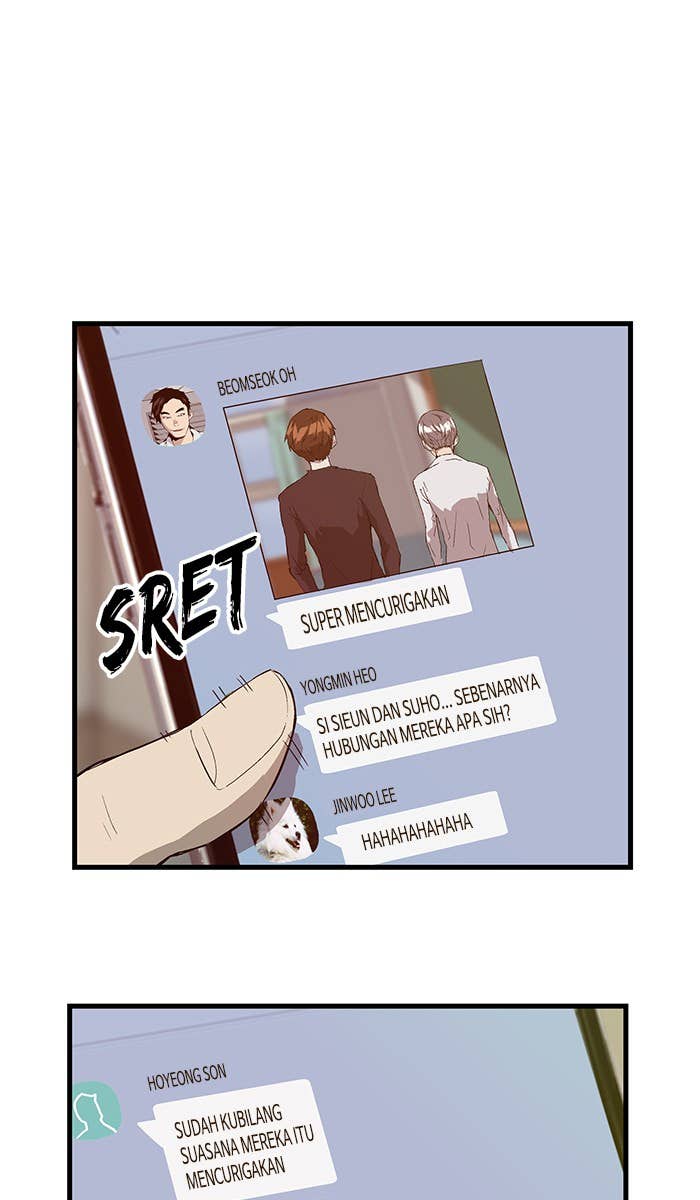 BEOMSEOK OH
SUPER MENCURIGAKAN
SRET
YONGMIN HEO
SI SIEUN DAN SUHO... SEBENARNYA
HUBUNGAN MEREKA APA SIH?
JINWOO LEE
HAHAHAHAHAHA
HOYEONG SON
SUDAH KUBILANG
SUASANA MEREKA ITU
MENCURIGAKAN